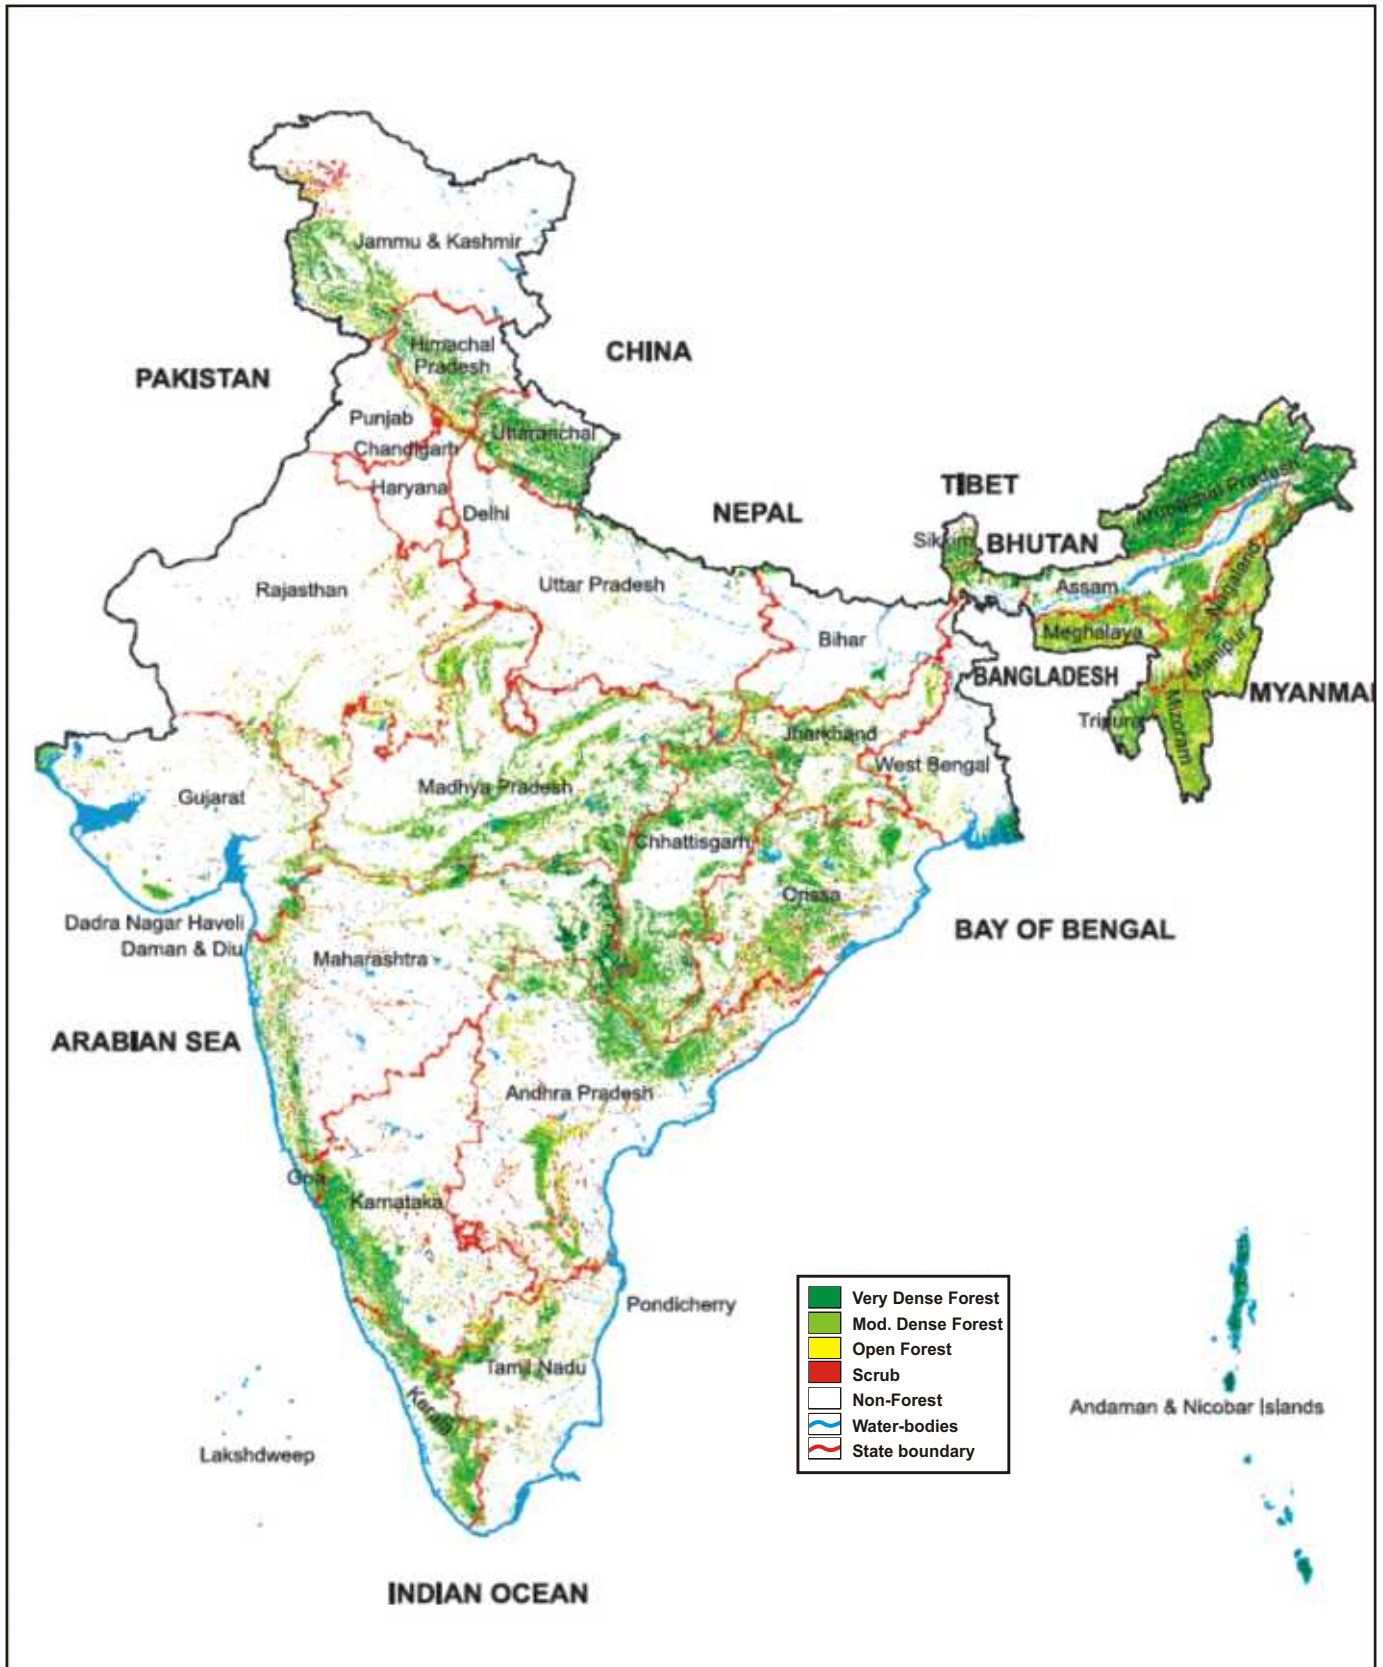 Jammu & Kashmir
Himachal
Pradesh
CHINA
PAKISTAN
Punjab
Uttaranchal
Chandigarh
Haryana
TIBET
Arunachal Pradesh
Delhi
NEPAL
Sikkim
BHUTAN
Rajasthan
Uttar Pradesh
Assam
Nagaland
Bihar
Meghalaya
Manipur
BANGLADESH
MYANMAI
Tripura
Mizoram
Jharkhand
West Bengal
Gujarat
Madhya Pradesh
Chhattisgarh
Orissa
Dadra Nagar Haveli
Daman & Diu
BAY OF BENGAL
Maharashtra
ARABIAN SEA
Andhra Pradesh
Goa
Karnataka
Pondicherry
Very Dense Forest
Mod. Dense Forest
Open Forest
Scrub
Non-Forest
Water-bodies
State boundary
Tamil Nadu
Kerala
Andaman & Nicobar Islands
Lakshdweep
INDIAN OCEAN